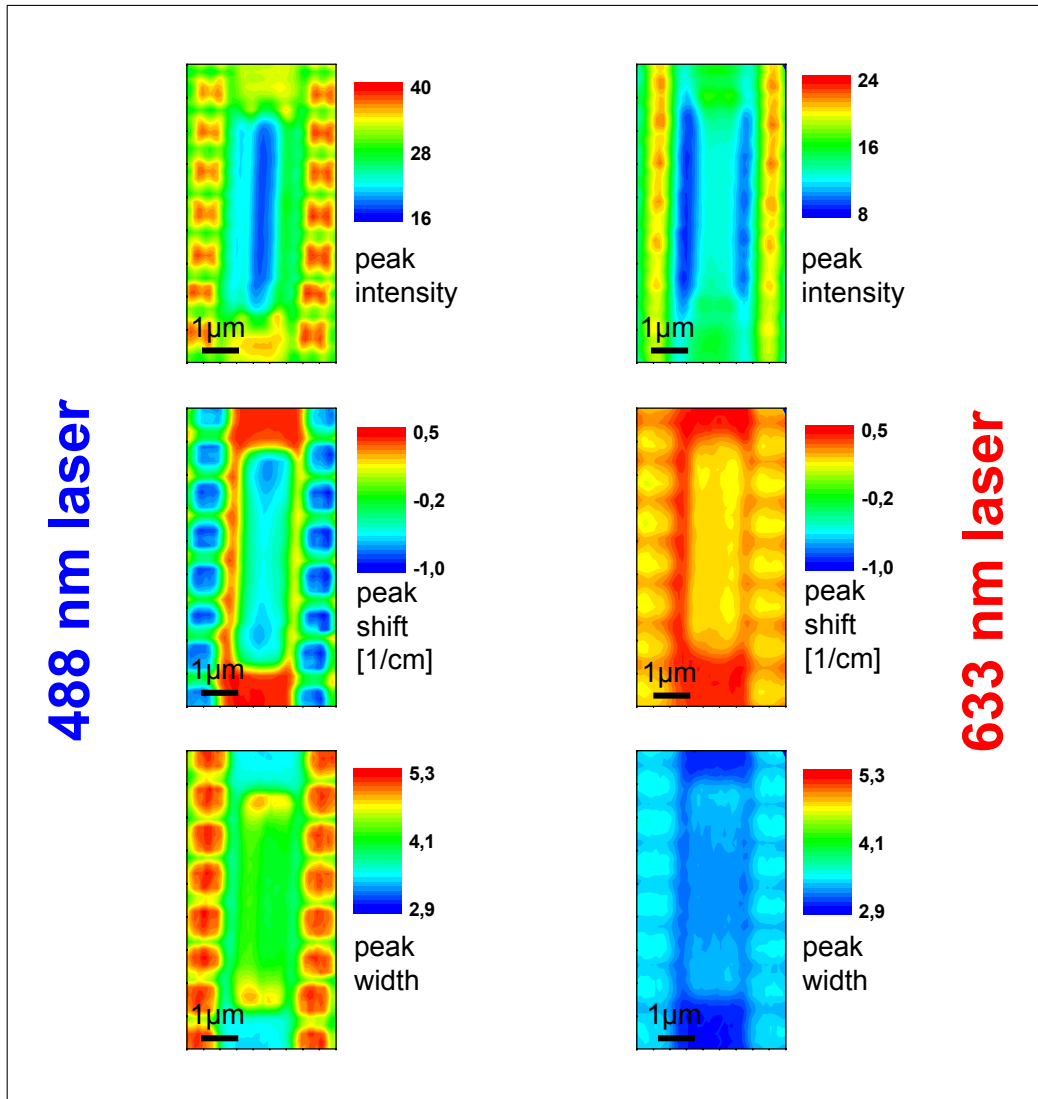 488 nm laser
40
28
16
peak
intensity
1µm
0,5
-0,2
-1,0
peak
shift
[1/cm]
1µm
5,3
4,1
2,9
peak
width
1µm
24
16
8
peak
intensity
1µm
0,5
-0,2
-1,0
peak
shift
[1/cm]
1µm
5,3
4,1
2,9
peak
width
1µm
633 nm laser